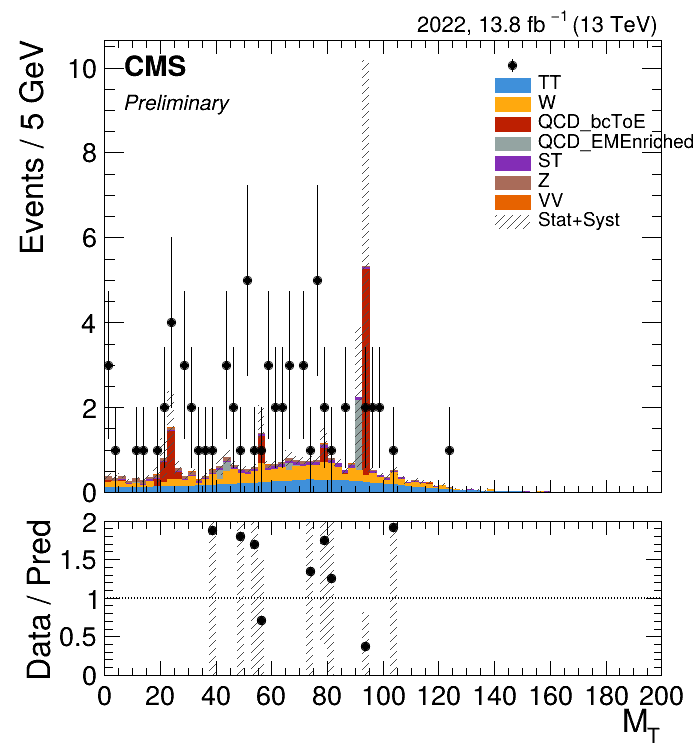 2022, 13.8 fb⁻¹ (13 TeV)
Events / 5 GeV
CMS
Preliminary
TT
W
QCD_bcToE
QCD_EMEnriched
ST
Z
VV
Stat+Syst
10
8
6
4
2
0
Data / Pred
2
1.5
1
0.5
0
0 20 40 60 80 100 120 140 160 180 200
M_T